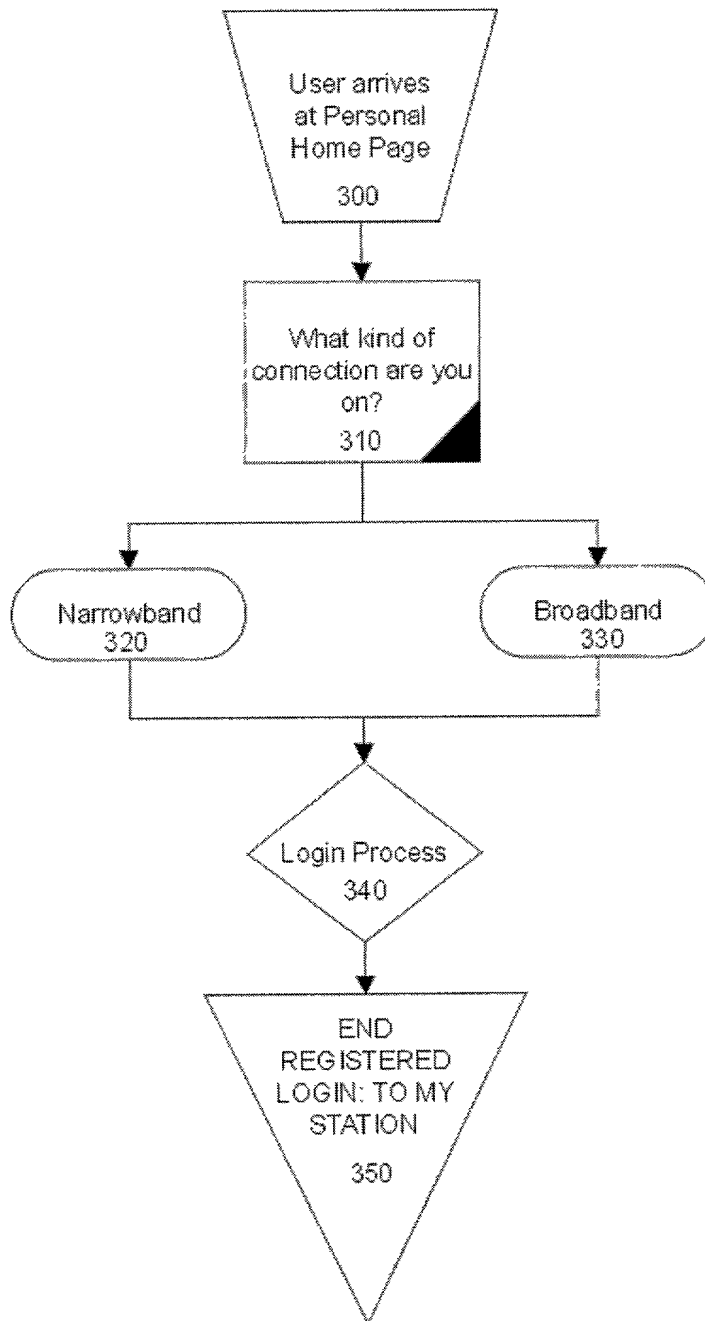 User arrives
at Personal
Home Page
300
What kind of
connection are you
on?
310
Narrowband
320
Broadband
330
Login Process
340
END
REGISTERED
LOGIN: TO MY
STATION
350